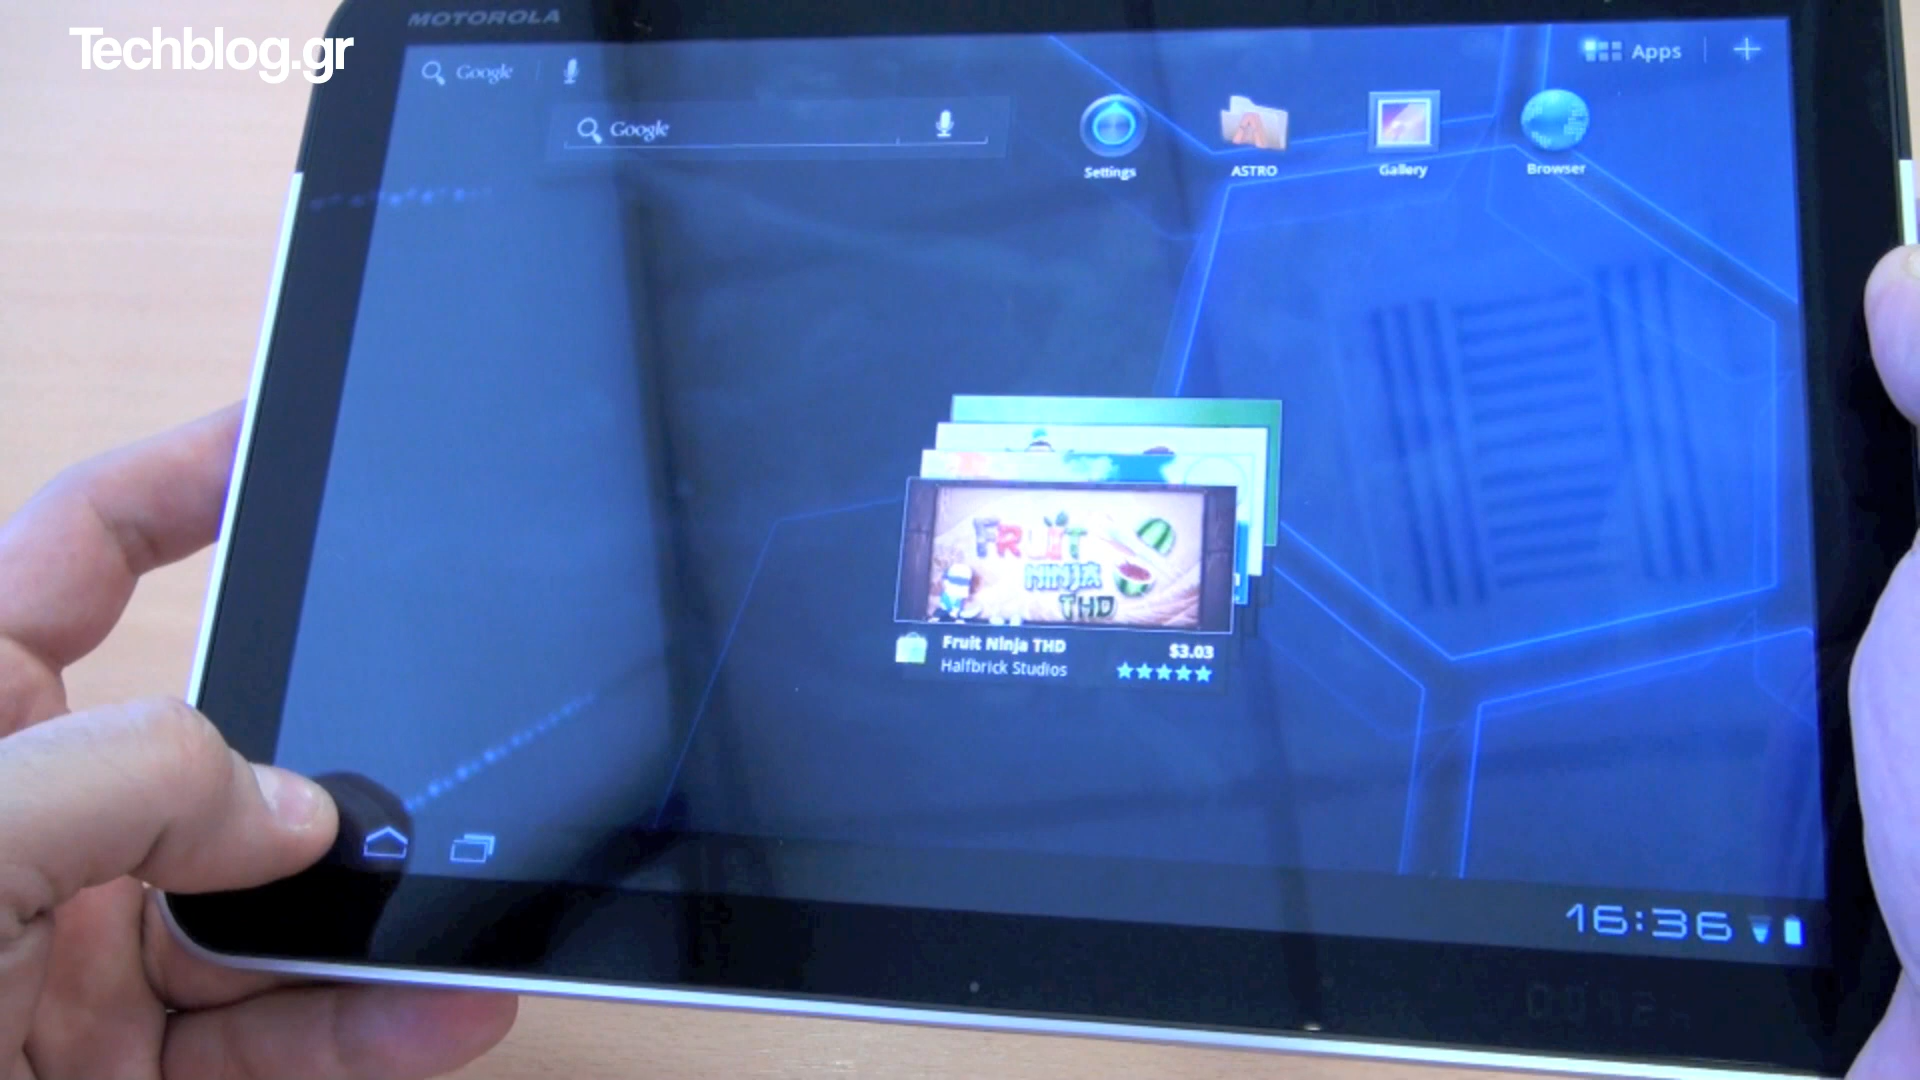 MOTOROLA
Techblog.gr
Google
Apps
Google
Settings
ASTRO
Gallery
Browser
FRUIT
NINJA
THD
Fruit Ninja THD
$3.03
Halfbrick Studios
16:36